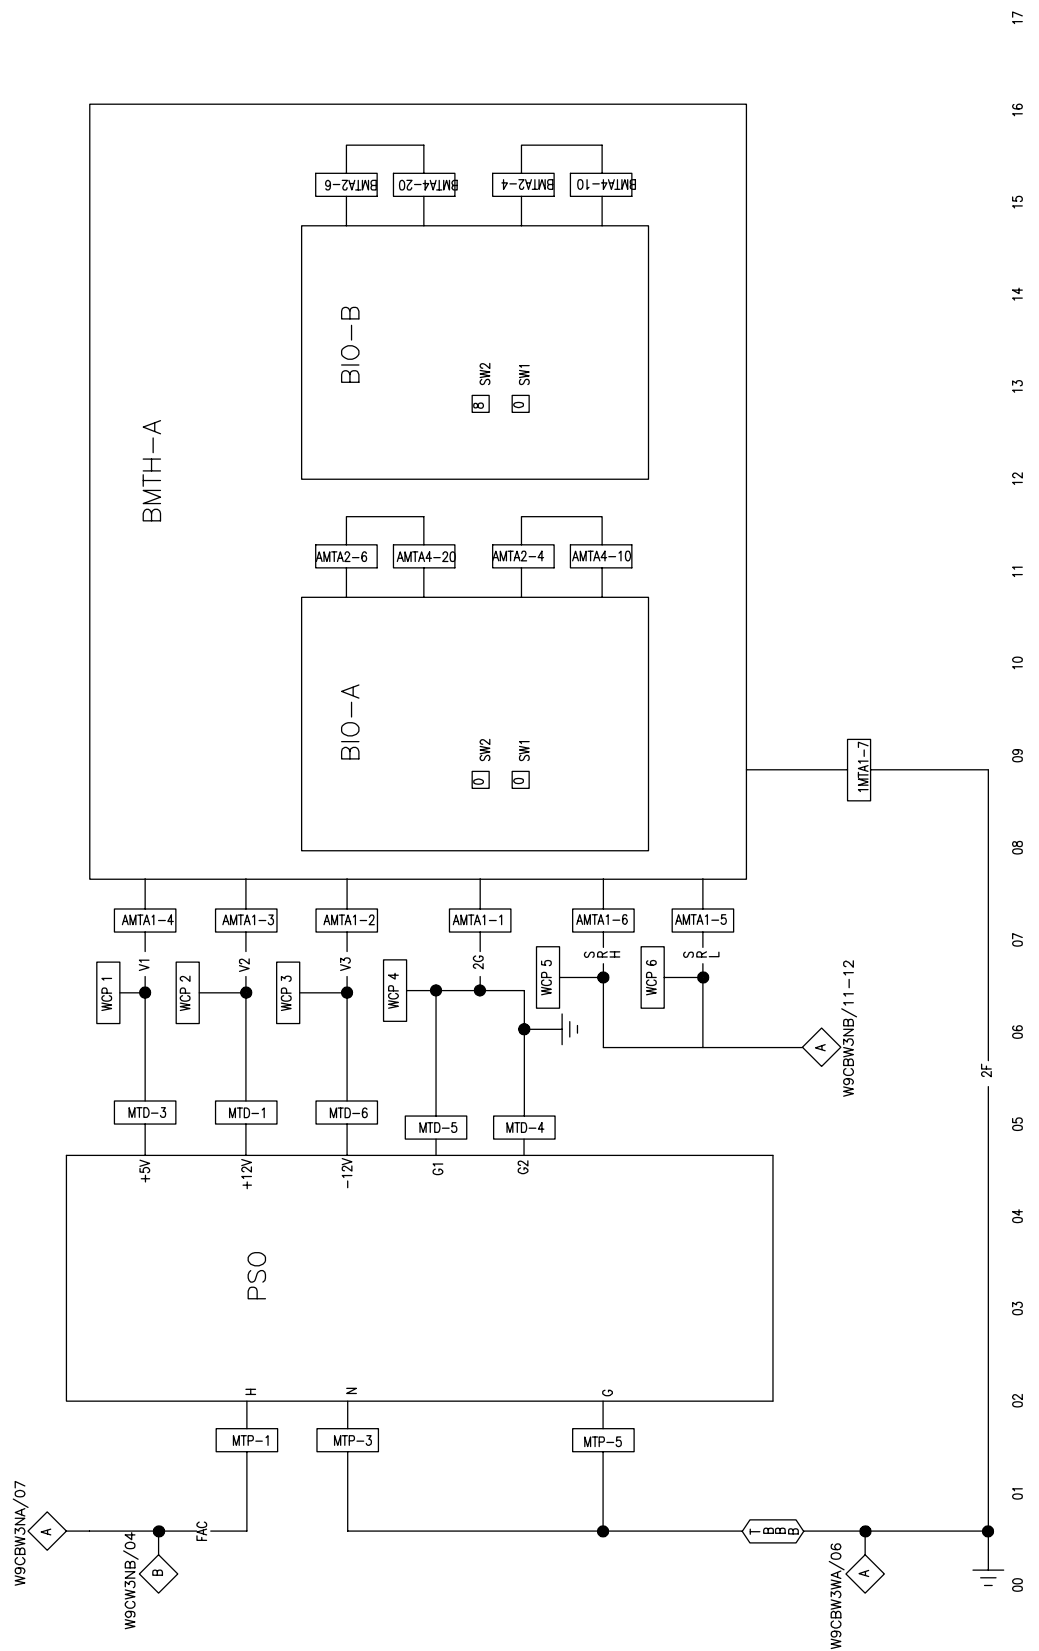 17
16
15
14
13
12
11
10
09
08
07
06
05
04
03
02
01
00
BMTH-A
BMTA2-6
BMTA4-20
BMTA2-4
BMTA4-10
BIO-B
8 SW2
0 SW1
AMTA2-6
AMTA4-20
AMTA2-4
AMTA4-10
BIO-A
0 SW2
0 SW1
1MTA1-7
AMTA1-4
AMTA1-3
AMTA1-2
AMTA1-1
AMTA1-6
AMTA1-5
V1
V2
V3
2G
SRH
SRL
WCP 1
WCP 2
WCP 3
WCP 4
WCP 5
WCP 6
A
W9CBW3NB/11-12
2F
MTD-3
MTD-1
MTD-6
MTD-5
MTD-4
+5V
+12V
-12V
G1
G2
PSO
H
N
G
MTP-1
MTP-3
MTP-5
W9CBW3NA/07
A
W9CW3NB/04
B
FAC
TBBB
W9CBW3WA/06
A